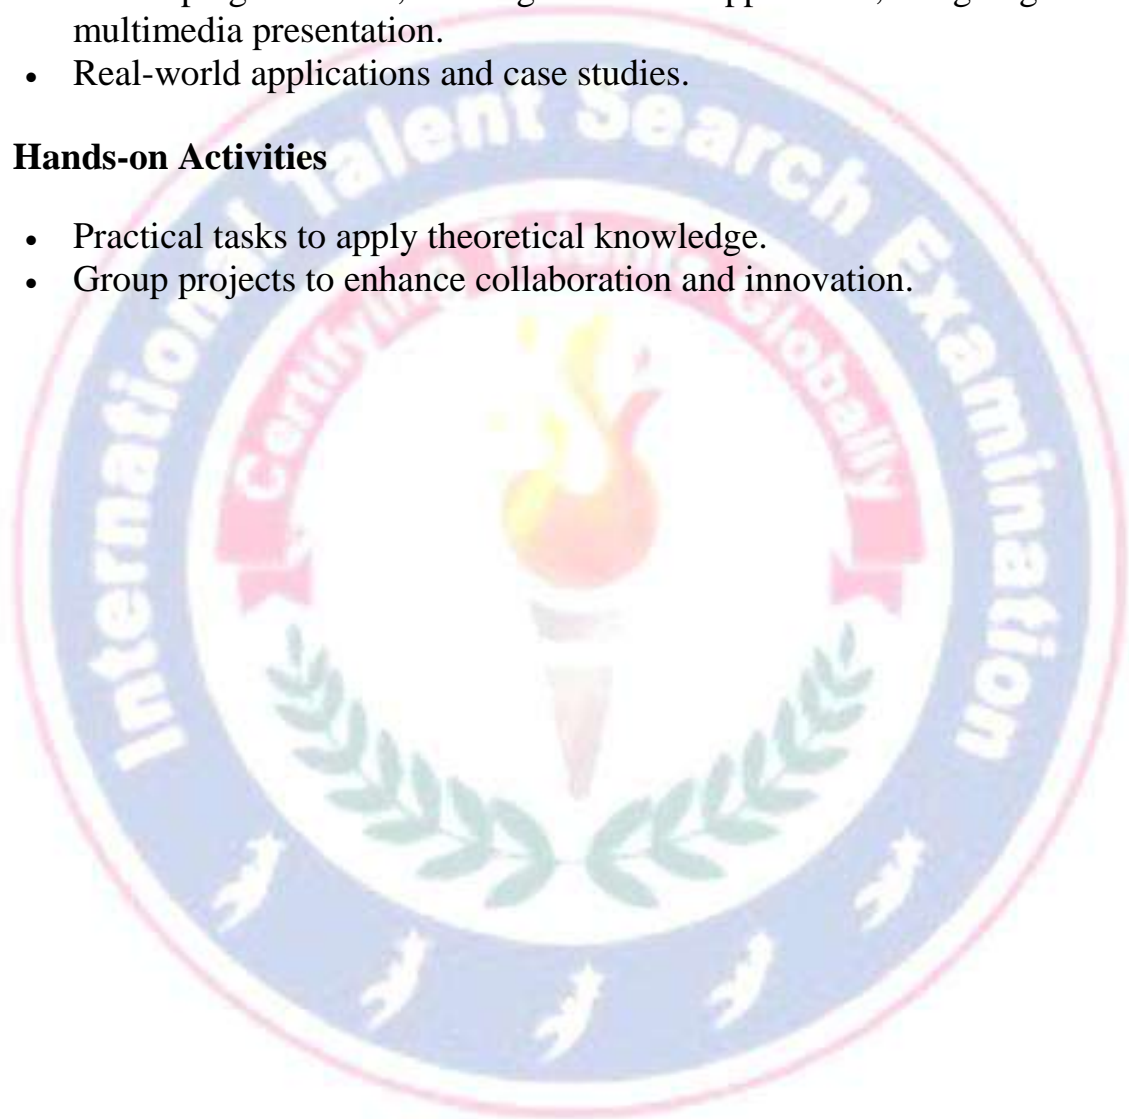 multimedia presentation.
• Real-world applications and case studies.
Hands-on Activities
• Practical tasks to apply theoretical knowledge.
• Group projects to enhance collaboration and innovation.
International Talent Search Examination
Certifying Globally